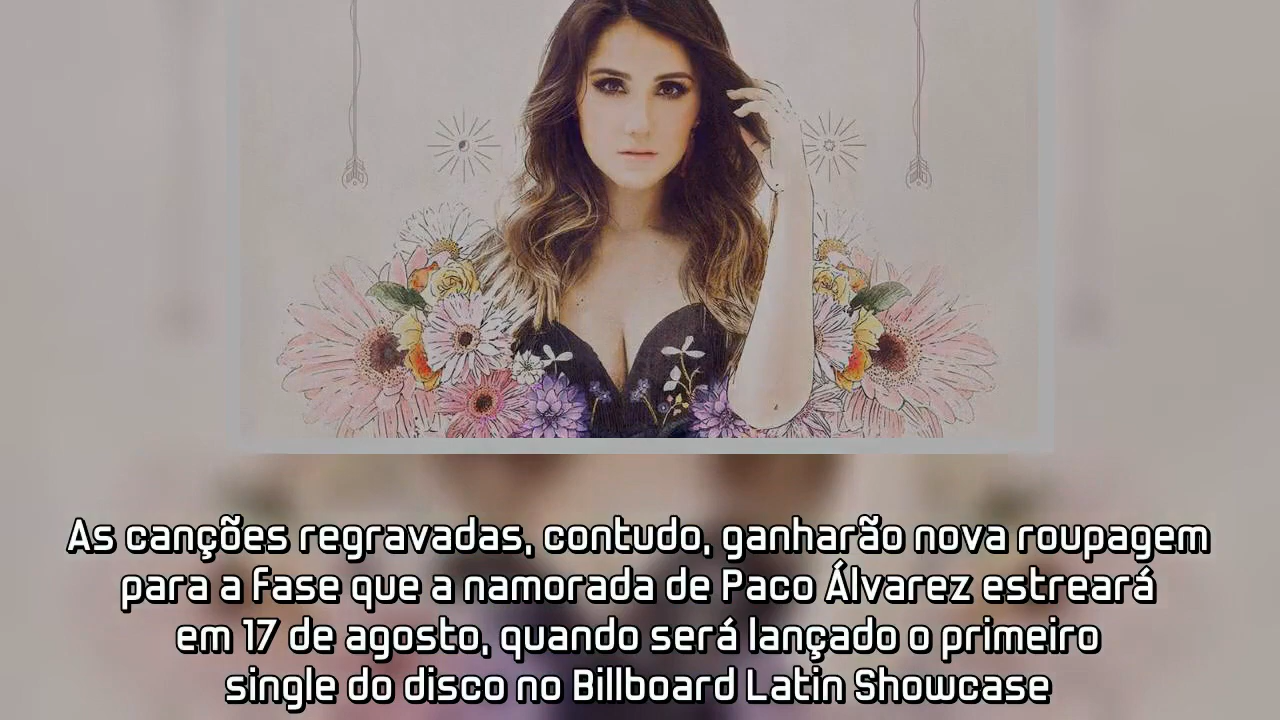 As canções regravadas, contudo, ganharão nova roupagem
para a fase que a namorada de Paco Álvarez estreará
em 17 de agosto, quando será lançado o primeiro
single do disco no Billboard Latin Showcase